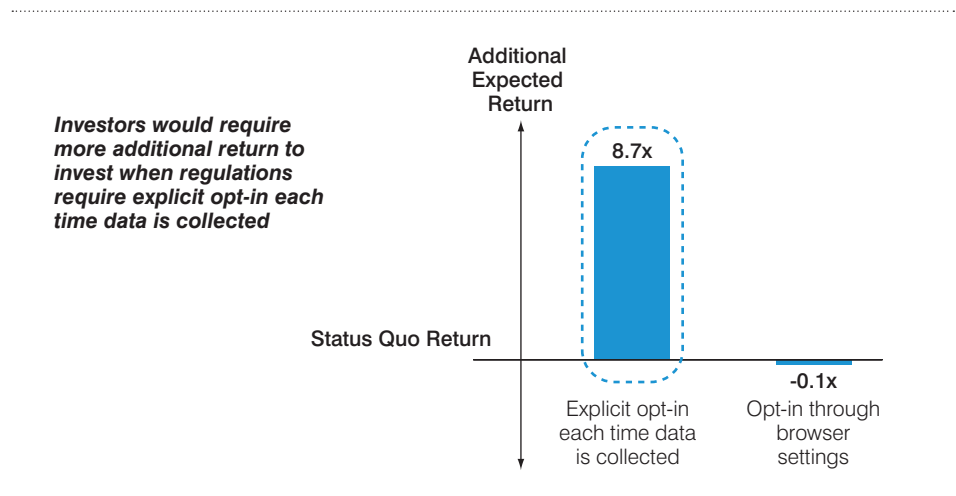 Additional
Expected
Return
Investors would require
more additional return to
invest when regulations
require explicit opt-in each
time data is collected
8.7x
Status Quo Return
-0.1x
Explicit opt-in
each time data
is collected
Opt-in through
browser
settings